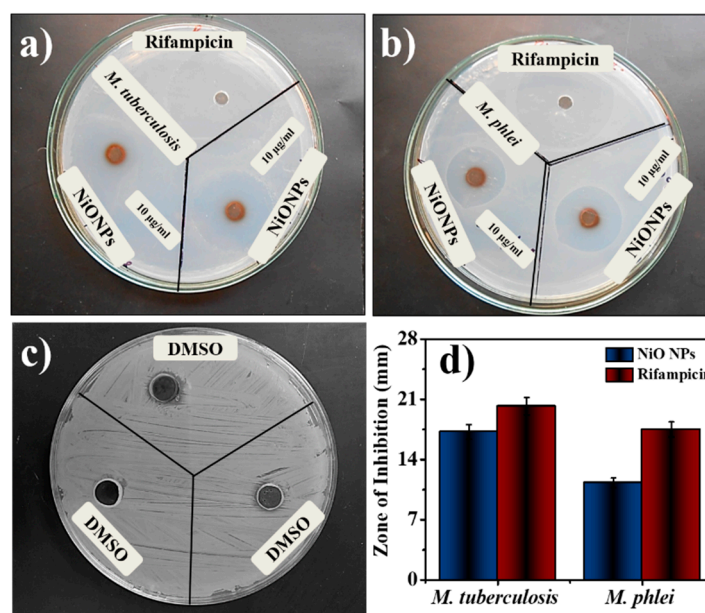 a)
Rifampicin
M. tuberculosis
10 µg/ml
NiONPs
10 µg/ml
NiONPs
b)
Rifampicin
M. phlei
10 µg/ml
NiONPs
10 µg/ml
NiONPs
c)
DMSO
DMSO
DMSO
d)
NiO NPs
Rifampicin
Zone of Inhibition (mm)
28
21
14
7
0
M. tuberculosis
M. phlei